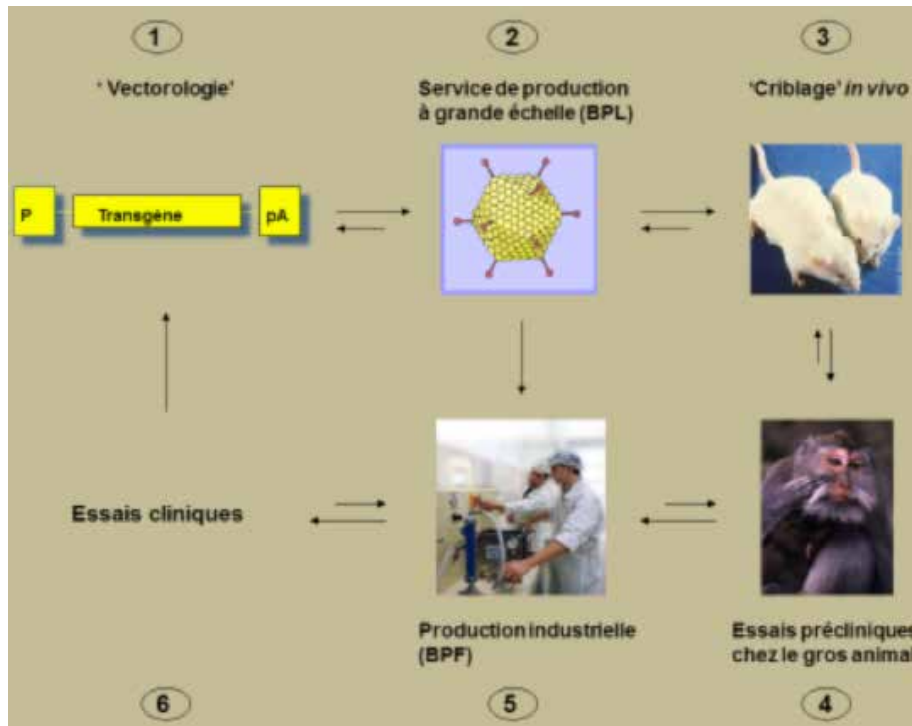 1
2
3
' Vectorologie'
Service de production
à grande échelle (BPL)
'Criblage' in vivo
P
Transgène
pA
Essais cliniques
Production industrielle
(BPF)
Essais précliniques
chez le gros animal
6
5
4